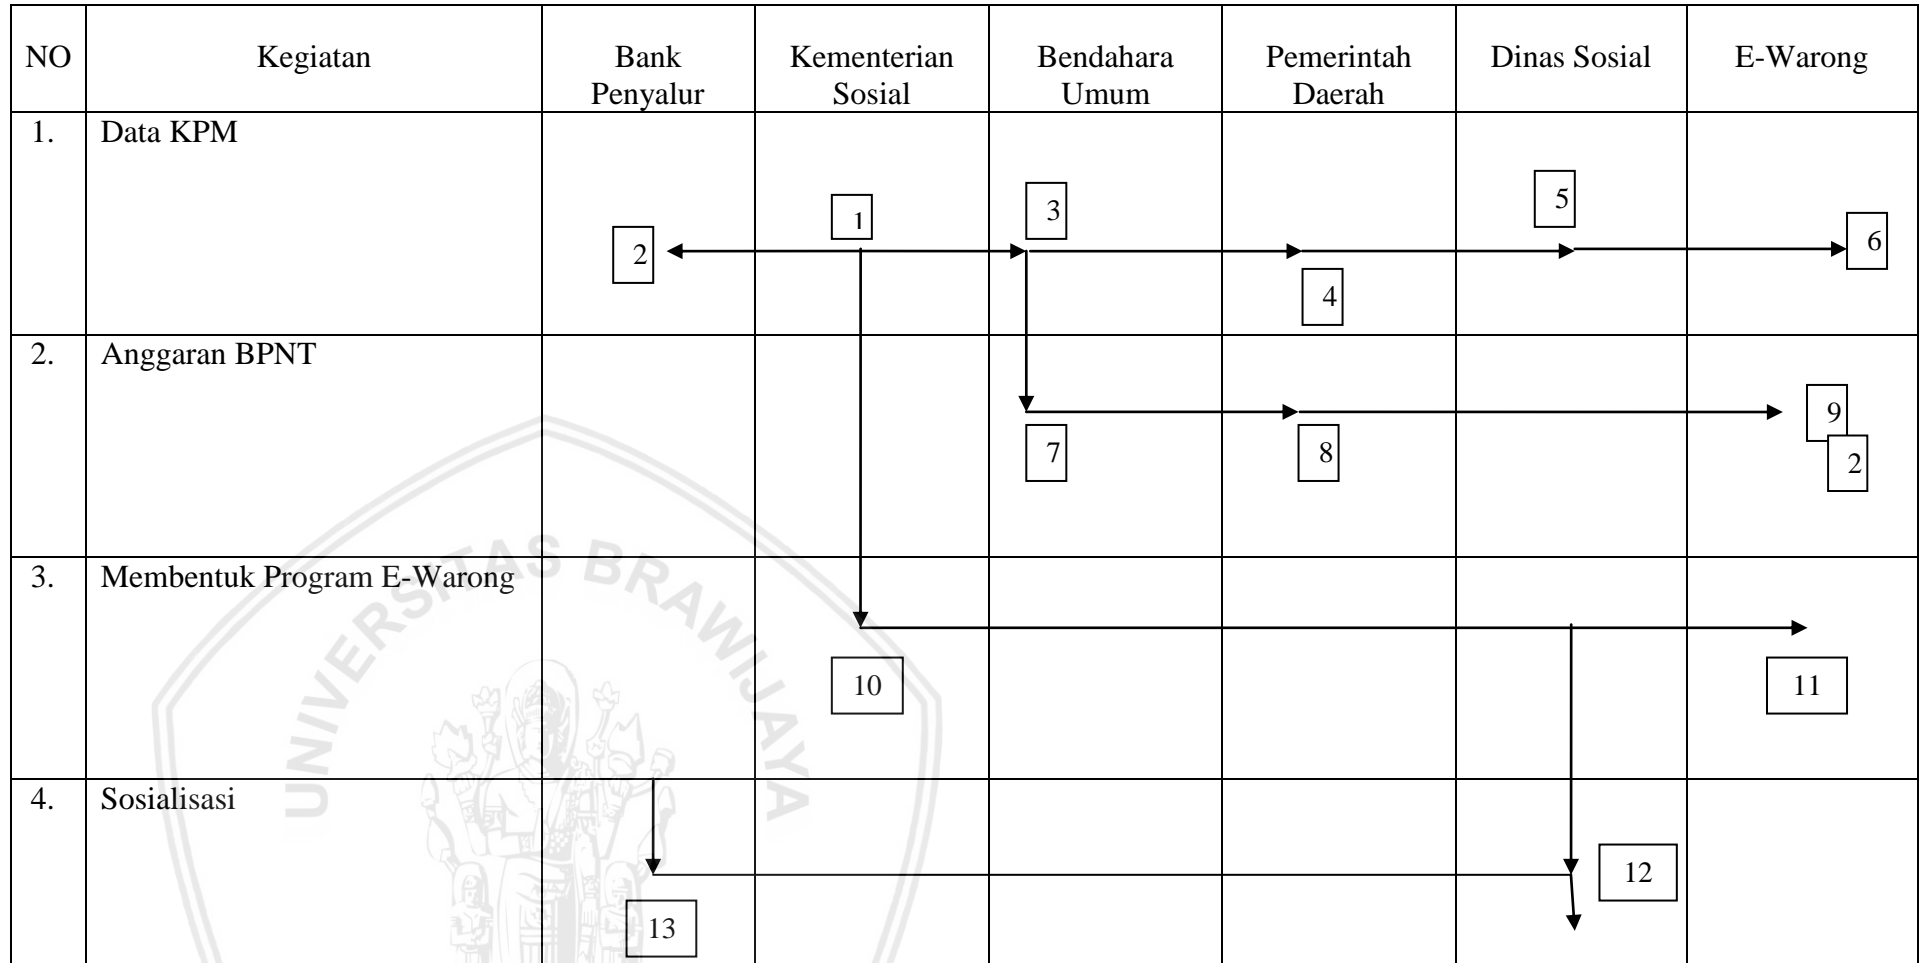 NO
Kegiatan
Bank
Penyalur
Kementerian
Sosial
Bendahara
Umum
Pemerintah
Daerah
Dinas Sosial
E-Warong
1.
Data KPM
2
1
3
4
5
6
2.
Anggaran BPNT
7
8
9
2
3.
Membentuk Program E-Warong
10
11
4.
Sosialisasi
13
12
UNIVERSITAS BRAWIJAYA